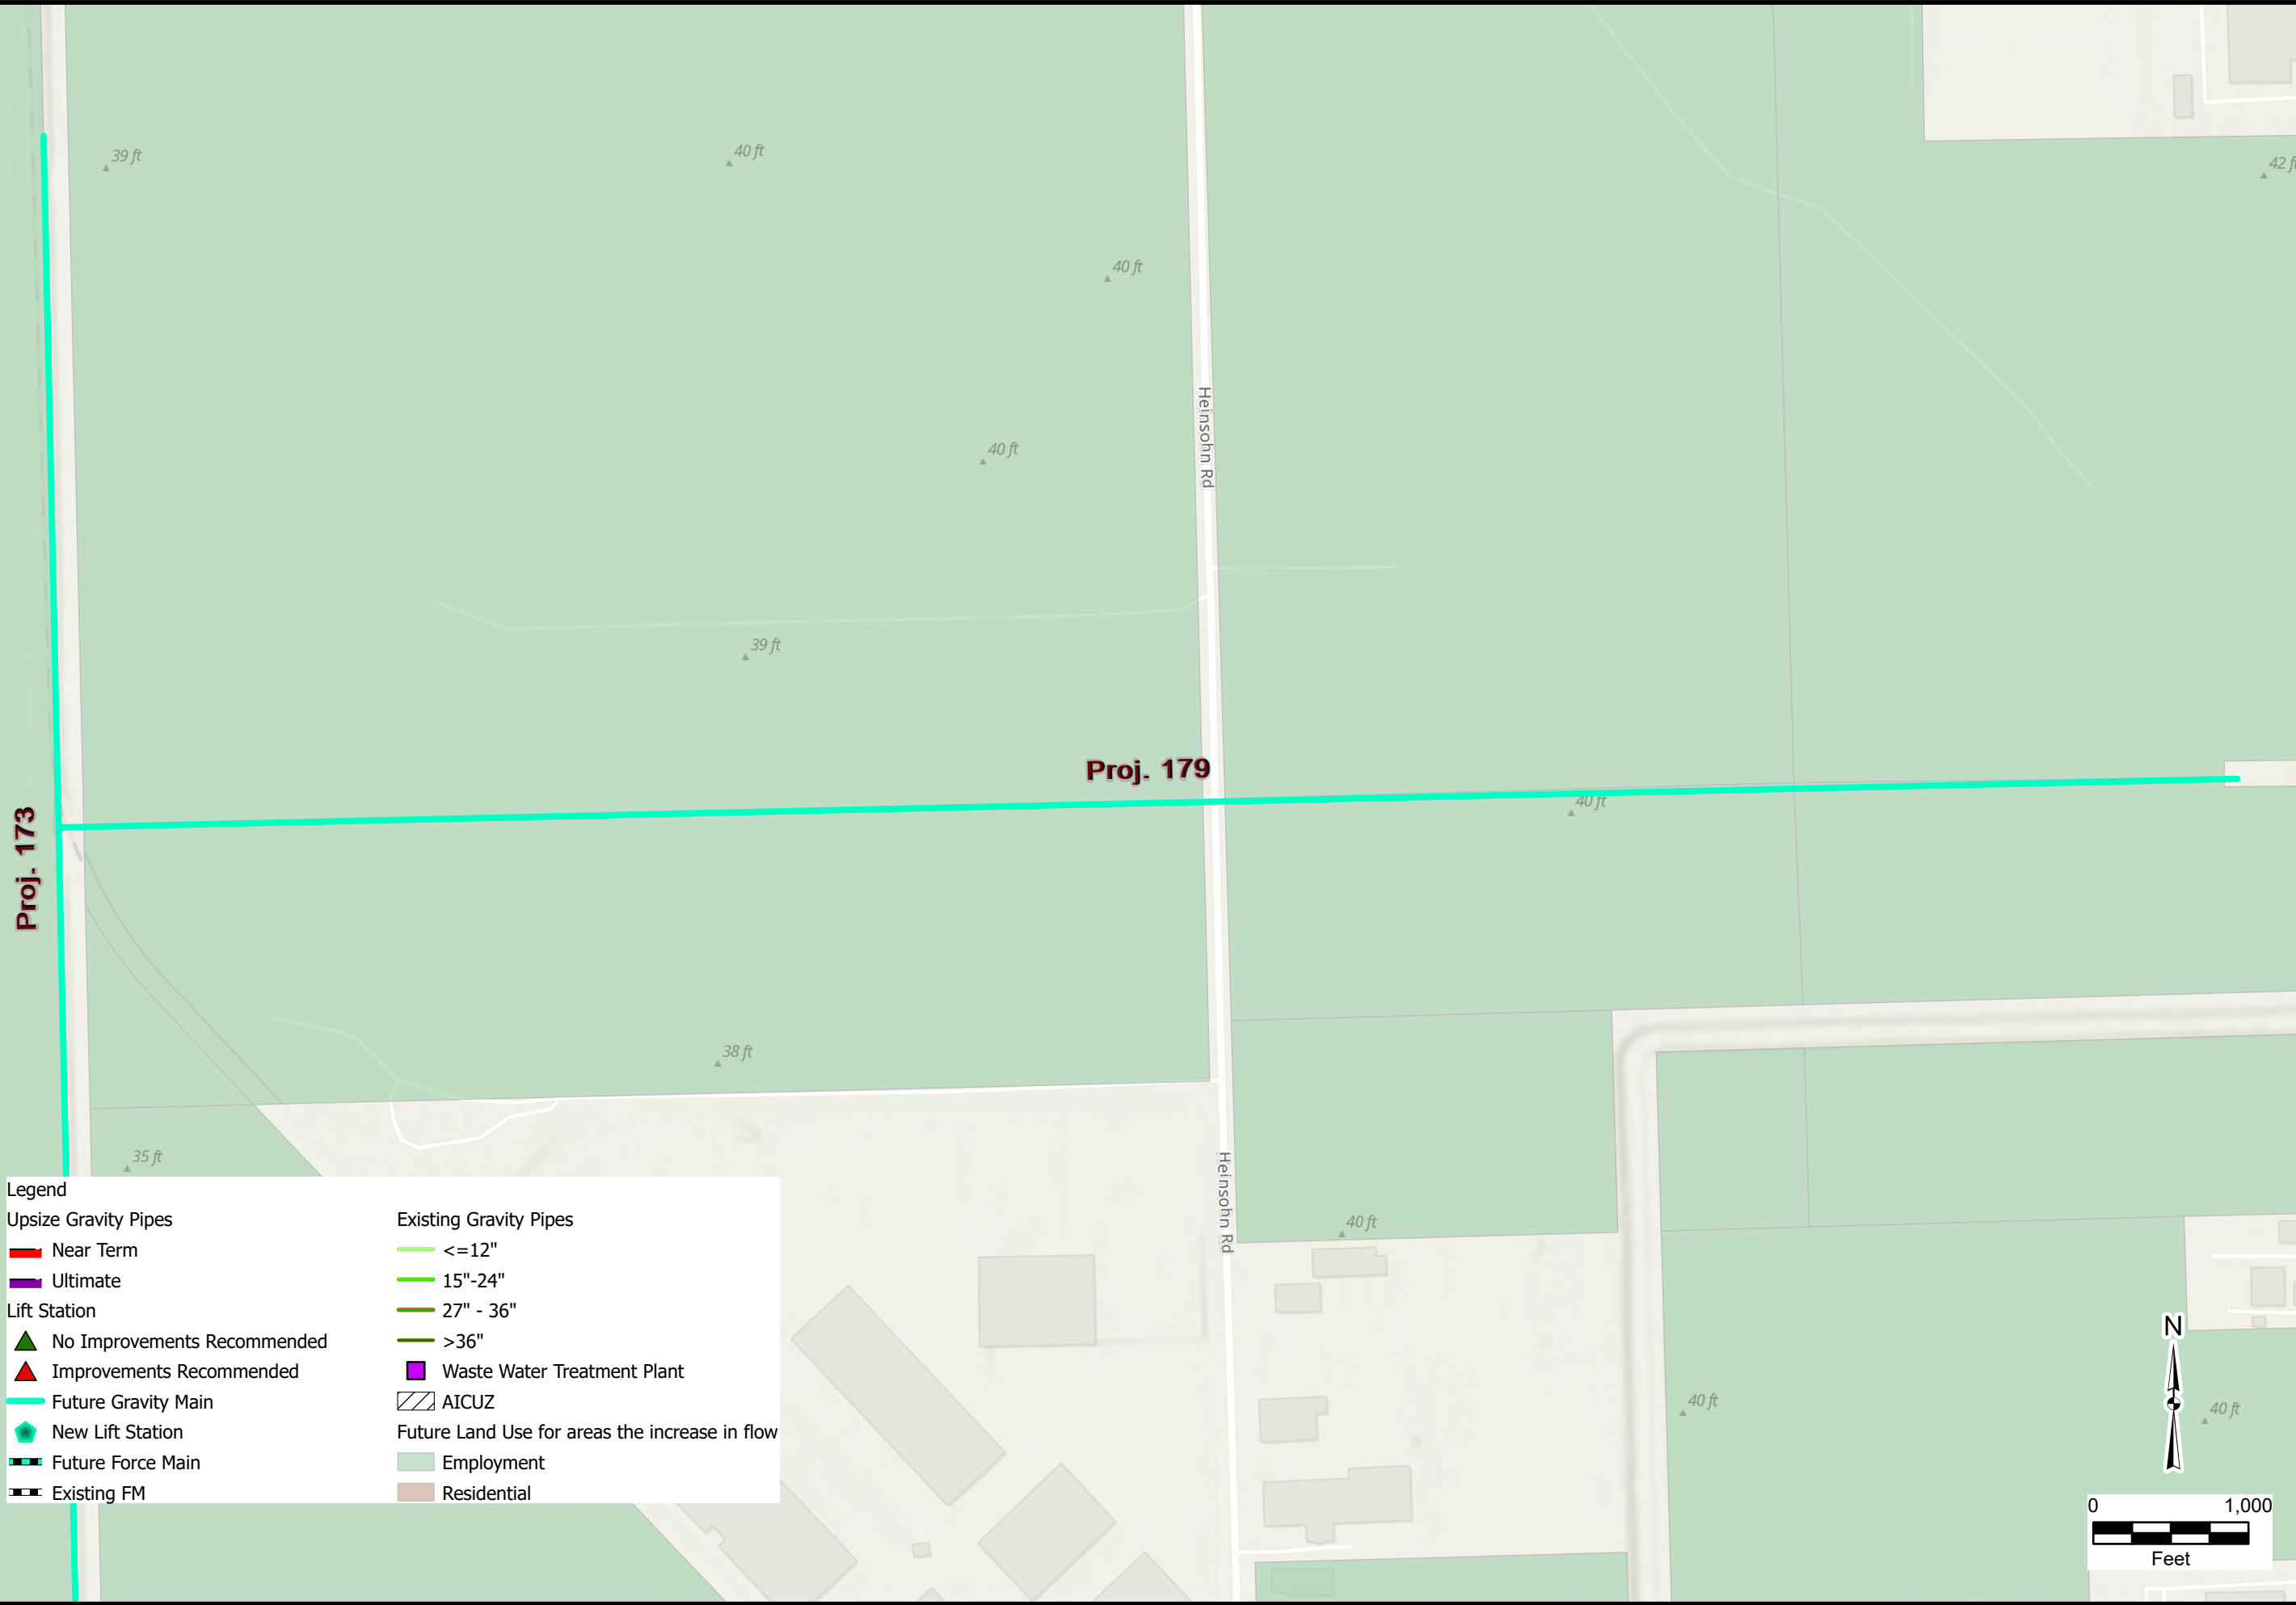 39 ft
40 ft
42 ft
40 ft
Heinsohn Rd
40 ft
39 ft
Proj. 179
40 ft
Proj. 173
38 ft
35 ft
Heinsohn Rd
40 ft
40 ft
40 ft
Legend
Upsize Gravity Pipes
Near Term
Ultimate
Lift Station
No Improvements Recommended
Improvements Recommended
Future Gravity Main
New Lift Station
Future Force Main
Existing FM
Existing Gravity Pipes
<=12"
15"-24"
27" - 36"
>36"
Waste Water Treatment Plant
AICUZ
Future Land Use for areas the increase in flow
Employment
Residential
N
0 1,000
Feet